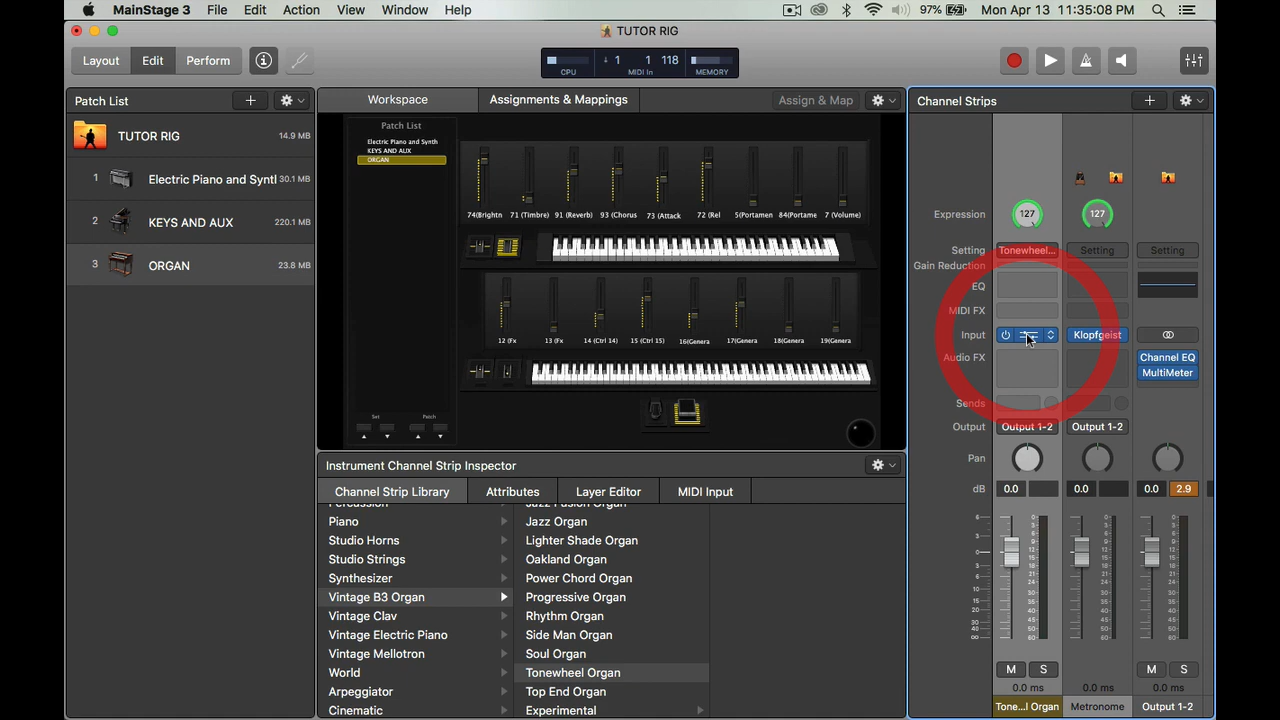 MainStage 3 File Edit Action View Window Help 97% Mon Apr 13 11:35:08 PM
TUTOR RIG
Layout Edit Perform
1 1 118
CPU MIDI In MEMORY
Patch List
TUTOR RIG 14.9 MB
1 Electric Piano and Syntl 30.1 MB
2 KEYS AND AUX 220.1 MB
3 ORGAN 23.8 MB
Workspace Assignments & Mappings Assign & Map
Patch List
Electric Piano and Synth
KEYS AND AUX
ORGAN
74(Brightn 71 (Timbre) 91 (Reverb) 93 (Chorus 73 (Attack 72 (Rel 5(Portamen 84(Portame 7 (Volume)
12 (Fx 13 (Fx 14 (Ctrl 14) 15 (Ctrl 15) 16(Genera 17(Genera 18(Genera 19(Genera
Set Patch
Instrument Channel Strip Inspector
Channel Strip Library Attributes Layer Editor MIDI Input
Piano
Studio Horns
Studio Strings
Synthesizer
Vintage B3 Organ
Vintage Clav
Vintage Electric Piano
Vintage Mellotron
World
Arpeggiator
Cinematic
Jazz Fusion Organ
Jazz Organ
Lighter Shade Organ
Oakland Organ
Power Chord Organ
Progressive Organ
Rhythm Organ
Side Man Organ
Soul Organ
Tonewheel Organ
Top End Organ
Experimental
Channel Strips
Expression 127 127
Setting Tonewheel... Setting Setting
Gain Reduction
EQ
MIDI FX
Input Klopfgeist
Audio FX Channel EQ
MultiMeter
Sends
Output Output 1-2 Output 1-2
Pan
dB 0.0 0.0 0.0 2.9
M S M S
0.0 ms 0.0 ms 0.0 ms
Tone...l Organ Metronome Output 1-2